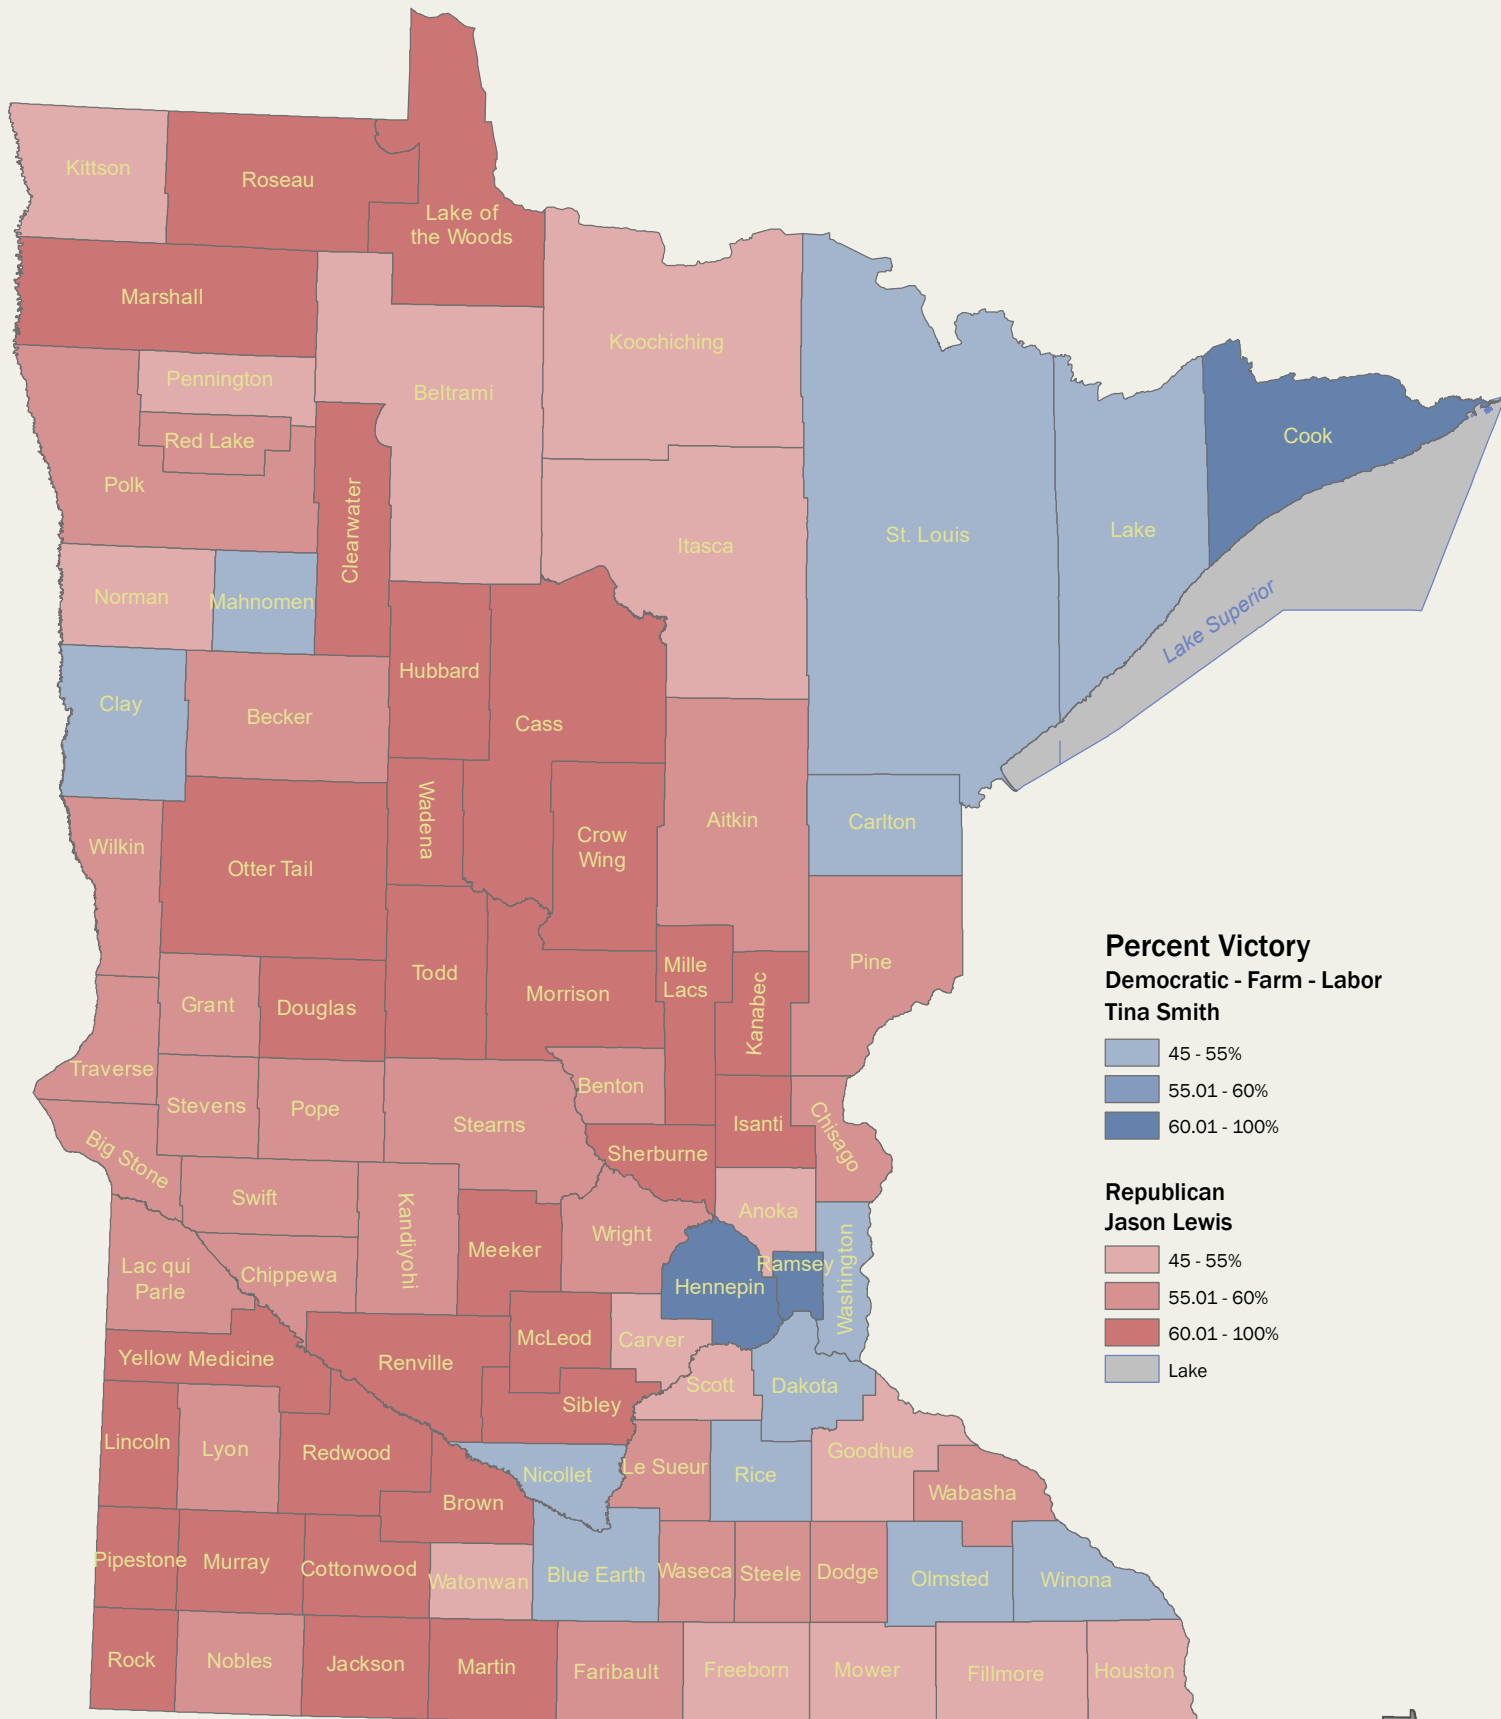 Kittson
Roseau
Lake of
the Woods
Marshall
Koochiching
Pennington
Beltrami
Red Lake
Cook
Polk
Clearwater
St. Louis
Lake
Itasca
Norman
Mahnomen
Lake Superior
Hubbard
Clay
Becker
Cass
Wadena
Aitkin
Carlton
Crow
Wing
Wilkin
Otter Tail
Pine
Mille
Lacs
Todd
Morrison
Grant
Douglas
Kanabec
Traverse
Benton
Stevens
Pope
Stearns
Isanti
Chisago
Sherburne
Big Stone
Swift
Kandiyohi
Anoka
Wright
Meeker
Washington
Ramsey
Lac qui
Parle
Chippewa
Hennepin
McLeod
Carver
Yellow Medicine
Renville
Scott
Dakota
Sibley
Lincoln
Lyon
Redwood
Goodhue
Le Sueur
Nicollet
Rice
Wabasha
Brown
Pipestone
Murray
Cottonwood
Watonwan
Blue Earth
Waseca
Steele
Dodge
Olmsted
Winona
Rock
Nobles
Jackson
Martin
Faribault
Freeborn
Mower
Fillmore
Houston
Percent Victory
Democratic - Farm - Labor
Tina Smith
45 - 55%
55.01 - 60%
60.01 - 100%
Republican
Jason Lewis
45 - 55%
55.01 - 60%
60.01 - 100%
Lake